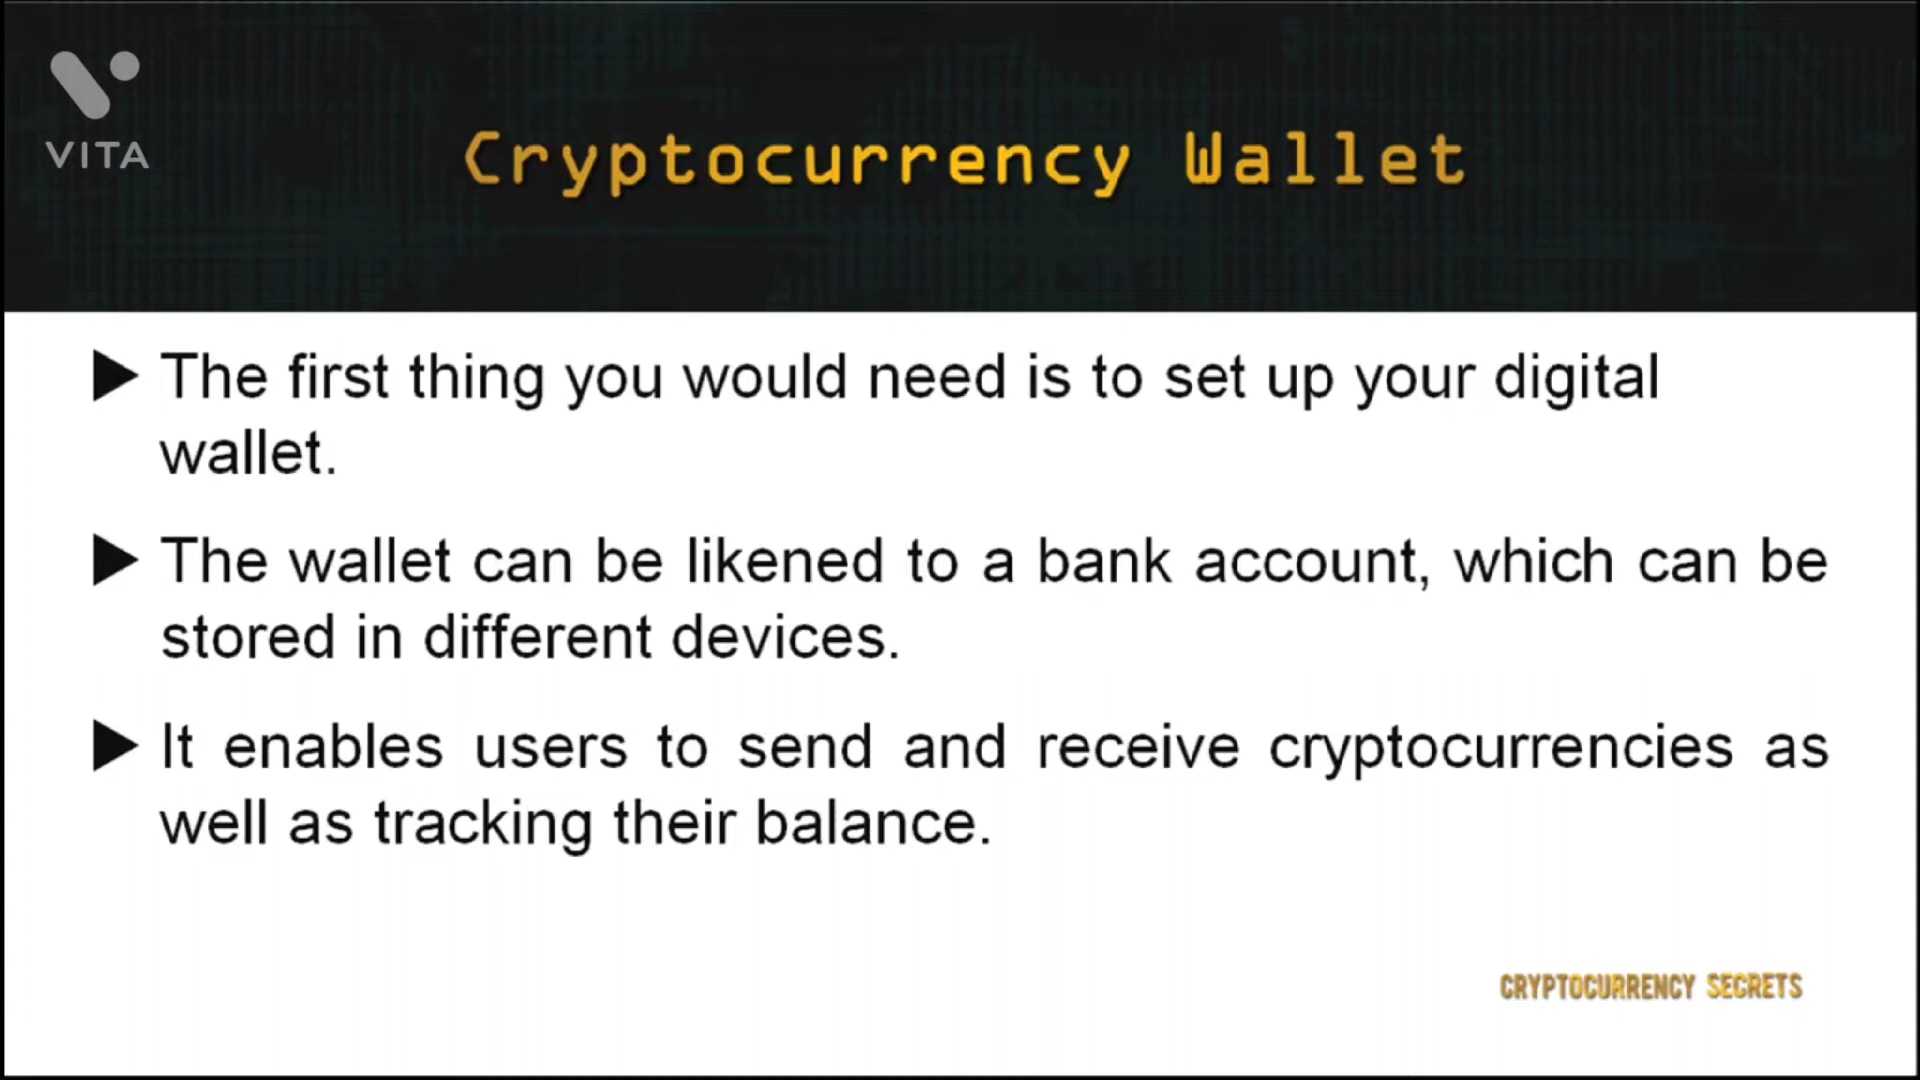 VITA
Cryptocurrency Wallet
The first thing you would need is to set up your digital
wallet.
The wallet can be likened to a bank account, which can be
stored in different devices.
It enables users to send and receive cryptocurrencies as
well as tracking their balance.
CRYPTOCURRENCY SECRETS